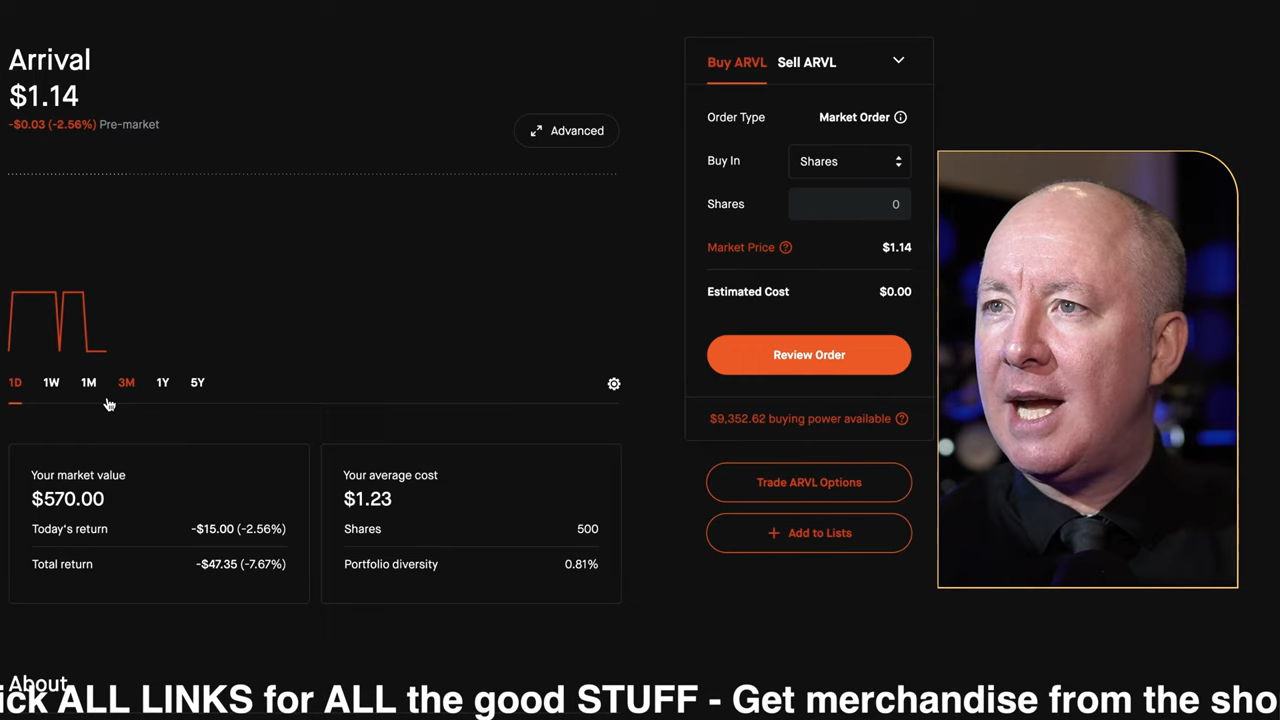 Arrival
$1.14
-$0.03 (-2.56%) Pre-market
Advanced
1D 1W 1M 3M 1Y 5Y
Your market value
$570.00
Today's return -$15.00 (-2.56%)
Total return -$47.35 (-7.67%)
Your average cost
$1.23
Shares 500
Portfolio diversity 0.81%
Buy ARVL Sell ARVL
Order Type Market Order
Buy In Shares
Shares 0
Market Price $1.14
Estimated Cost $0.00
Review Order
$9,352.62 buying power available
Trade ARVL Options
+ Add to Lists
About
ick ALL LINKS for ALL the good STUFF - Get merchandise from the sho